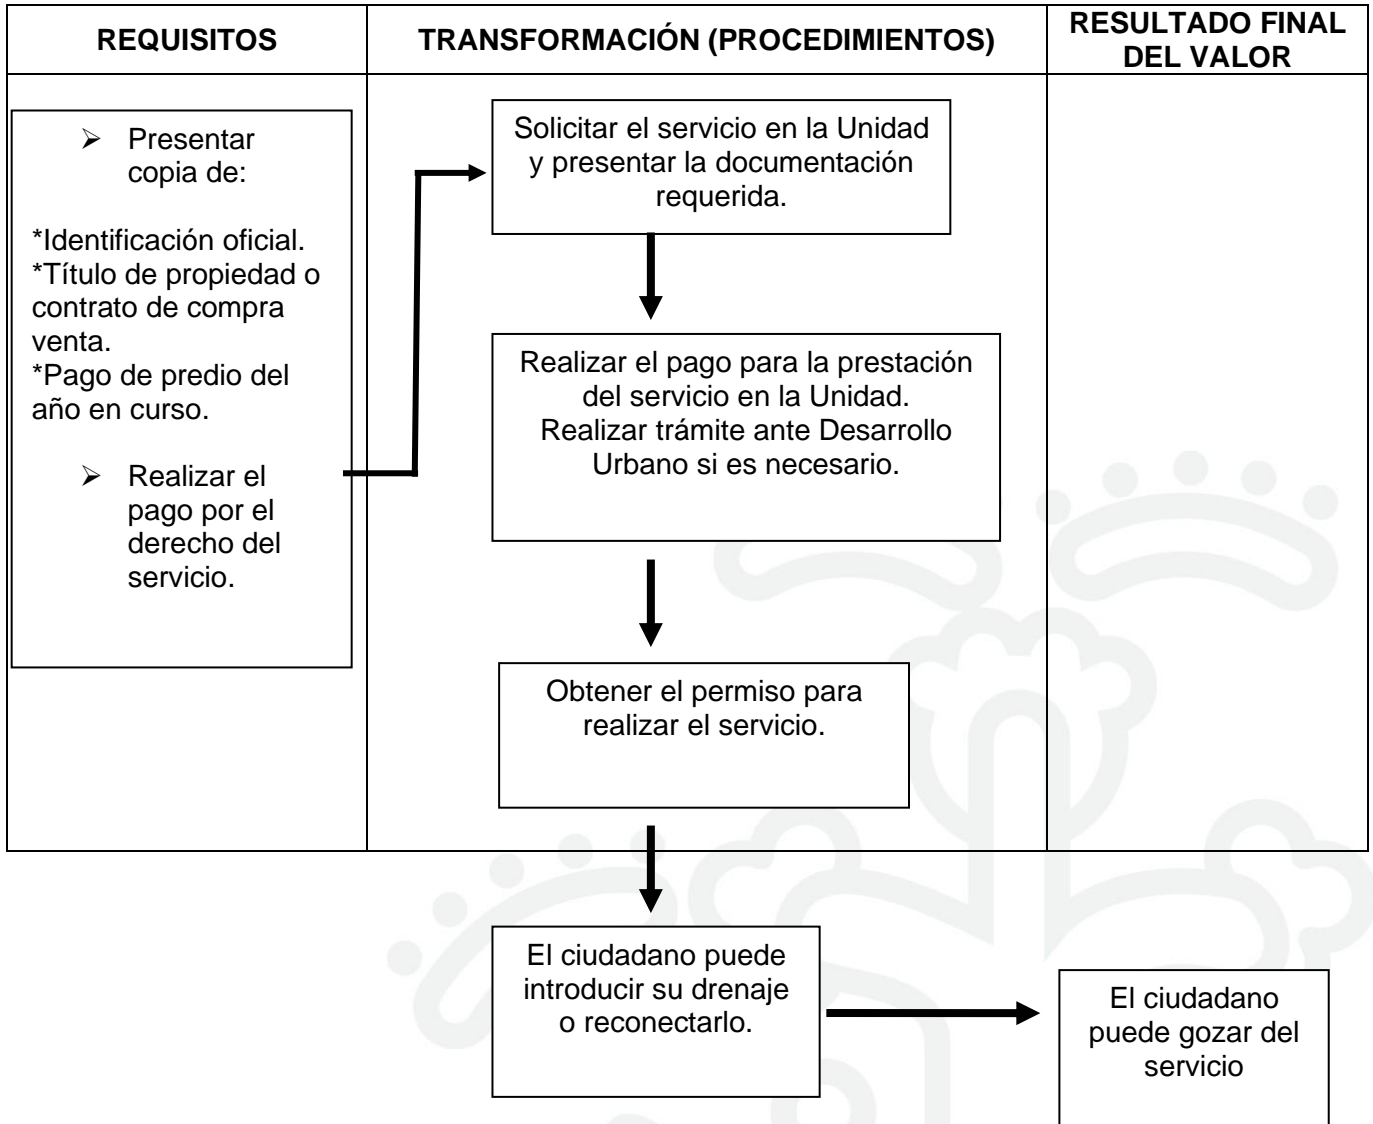 REQUISITOS
TRANSFORMACIÓN (PROCEDIMIENTOS)
RESULTADO FINAL
DEL VALOR
➢ Presentar
copia de:
*Identificación oficial.
*Título de propiedad o
contrato de compra
venta.
*Pago de predio del
año en curso.
➢ Realizar el
pago por el
derecho del
servicio.
Solicitar el servicio en la Unidad
y presentar la documentación
requerida.
Realizar el pago para la prestación
del servicio en la Unidad.
Realizar trámite ante Desarrollo
Urbano si es necesario.
Obtener el permiso para
realizar el servicio.
El ciudadano puede
introducir su drenaje
o reconectarlo.
El ciudadano
puede gozar del
servicio